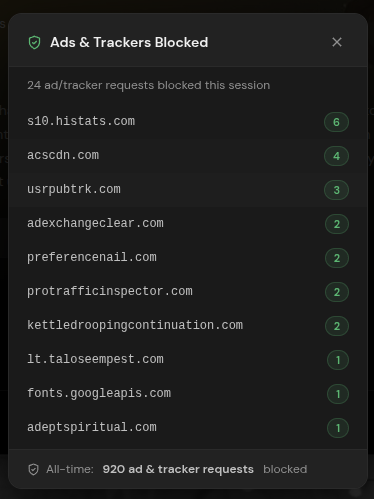 Ads & Trackers Blocked
24 ad/tracker requests blocked this session
s10.histats.com 6
acscdn.com 4
usrpubtrk.com 3
adexchangeclear.com 2
preferencenail.com 2
protrafficinspector.com 2
kettledroopingcontinuation.com 2
lt.taloseempest.com 1
fonts.googleapis.com 1
adeptspiritual.com 1
All-time: 920 ad & tracker requests blocked